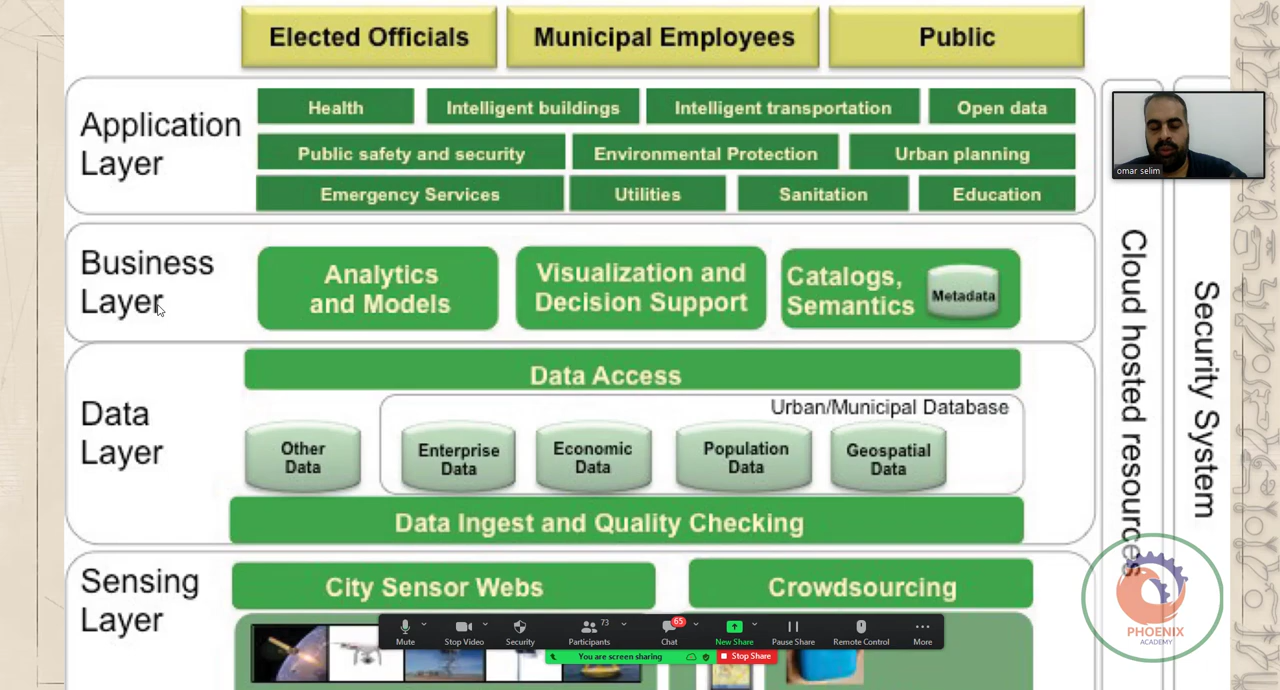 Elected Officials
Municipal Employees
Public
Application
Layer
Health
Intelligent buildings
Intelligent transportation
Open data
Public safety and security
Environmental Protection
Urban planning
Emergency Services
Utilities
Sanitation
Education
omar selim
Business
Layer
Analytics
and Models
Visualization and
Decision Support
Catalogs,
Semantics
Metadata
Data
Layer
Data Access
Urban/Municipal Database
Other
Data
Enterprise
Data
Economic
Data
Population
Data
Geospatial
Data
Data Ingest and Quality Checking
Cloud hosted resources
Security System
Sensing
Layer
City Sensor Webs
Crowdsourcing
73
65
Mute
Stop Video
Security
Participants
Chat
New Share
Pause Share
Remote Control
More
You are screen sharing
Stop Share
PHOENIX
ACADEMY